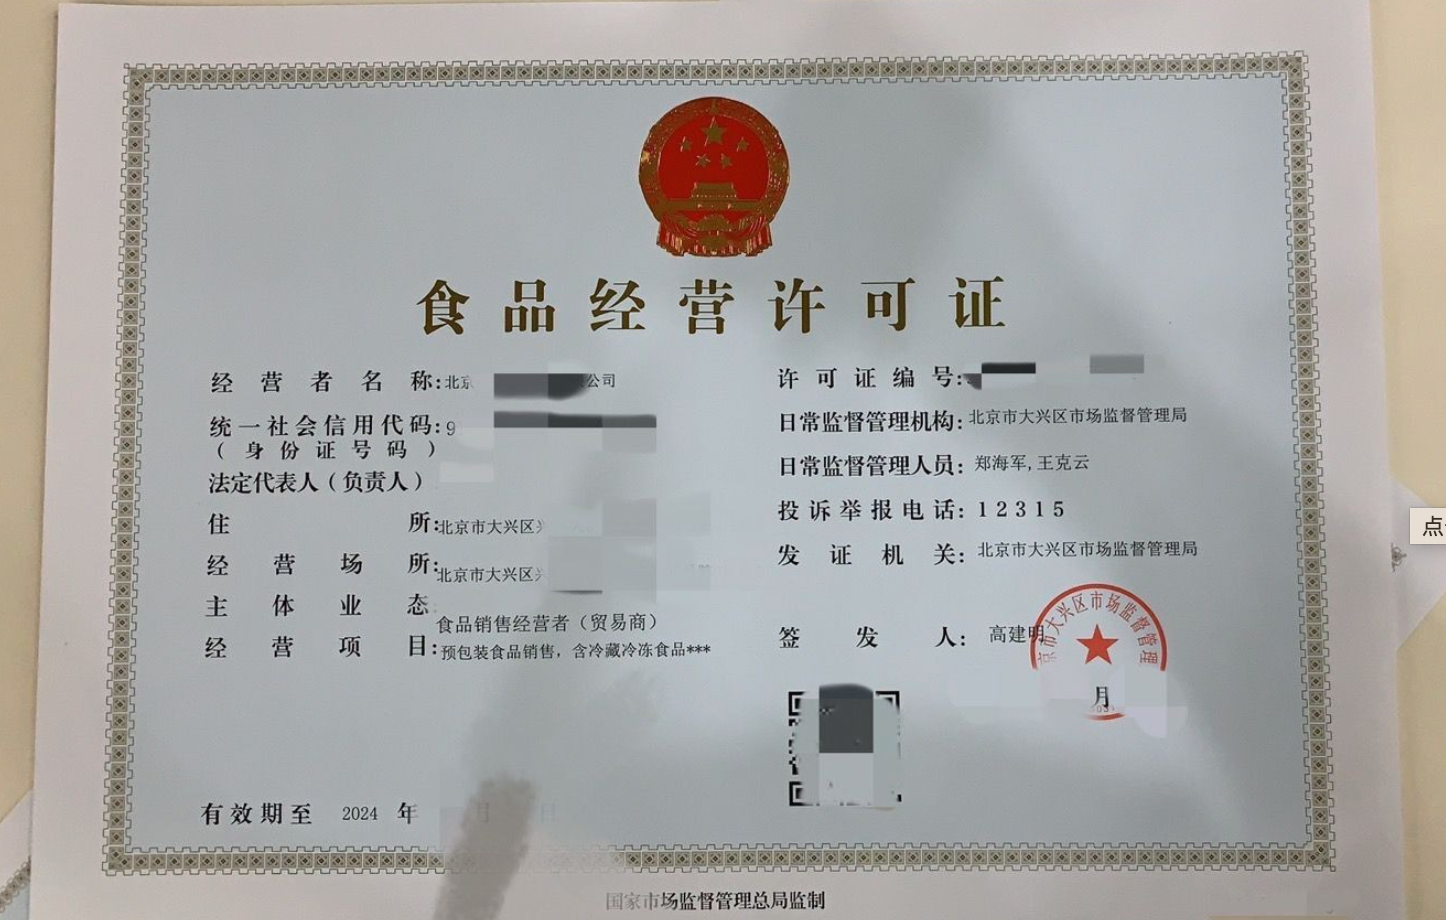 食品经营许可证
经营者名称:北京 公司
统一社会信用代码:9
(身份证号码)
法定代表人(负责人)
住所:北京市大兴区
经营场所:北京市大兴区
主体业态:食品销售经营者(贸易商)
经营项目:预包装食品销售,含冷藏冷冻食品***
有效期至 2024 年 月 日
许可证编号:
日常监督管理机构:北京市大兴区市场监督管理局
日常监督管理人员:郑海军,王克云
投诉举报电话:12315
发证机关:北京市大兴区市场监督管理局
签发人:高建明
京市大兴区市场监督管理
月
国家市场监督管理总局监制
点